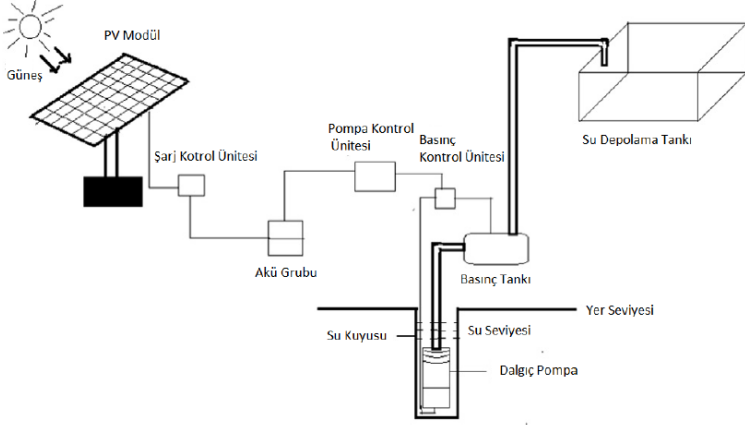 PV Modül
Güneş
Şarj Kotrol Ünitesi
Pompa Kontrol
Ünitesi
Basınç
Kontrol Ünitesi
Su Depolama Tankı
Akü Grubu
Basınç Tankı
Yer Seviyesi
Su Kuyusu
Su Seviyesi
Dalgıç Pompa